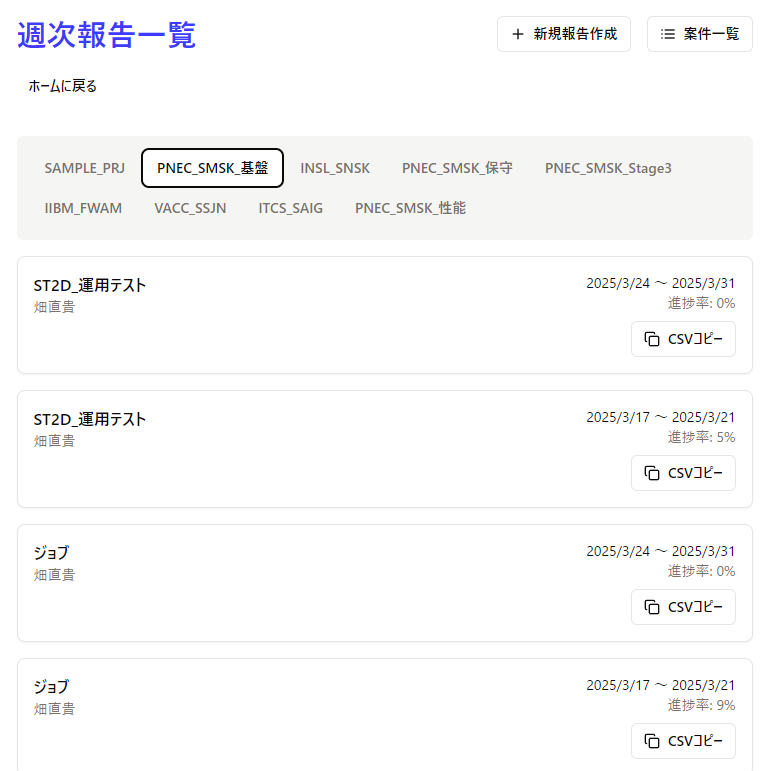 週次報告一覧
新規報告作成
案件一覧
ホームに戻る
SAMPLE_PRJ PNEC_SMSK_基盤 INSL_SNSK PNEC_SMSK_保守 PNEC_SMSK_Stage3
IIBM_FWAM VACC_SSJN ITCS_SAIG PNEC_SMSK_性能
ST2D_運用テスト
畑直貴
2025/3/24 ～ 2025/3/31
進捗率: 0%
CSVコピー
ST2D_運用テスト
畑直貴
2025/3/17 ～ 2025/3/21
進捗率: 5%
CSVコピー
ジョブ
畑直貴
2025/3/24 ～ 2025/3/31
進捗率: 0%
CSVコピー
ジョブ
畑直貴
2025/3/17 ～ 2025/3/21
進捗率: 9%
CSVコピー